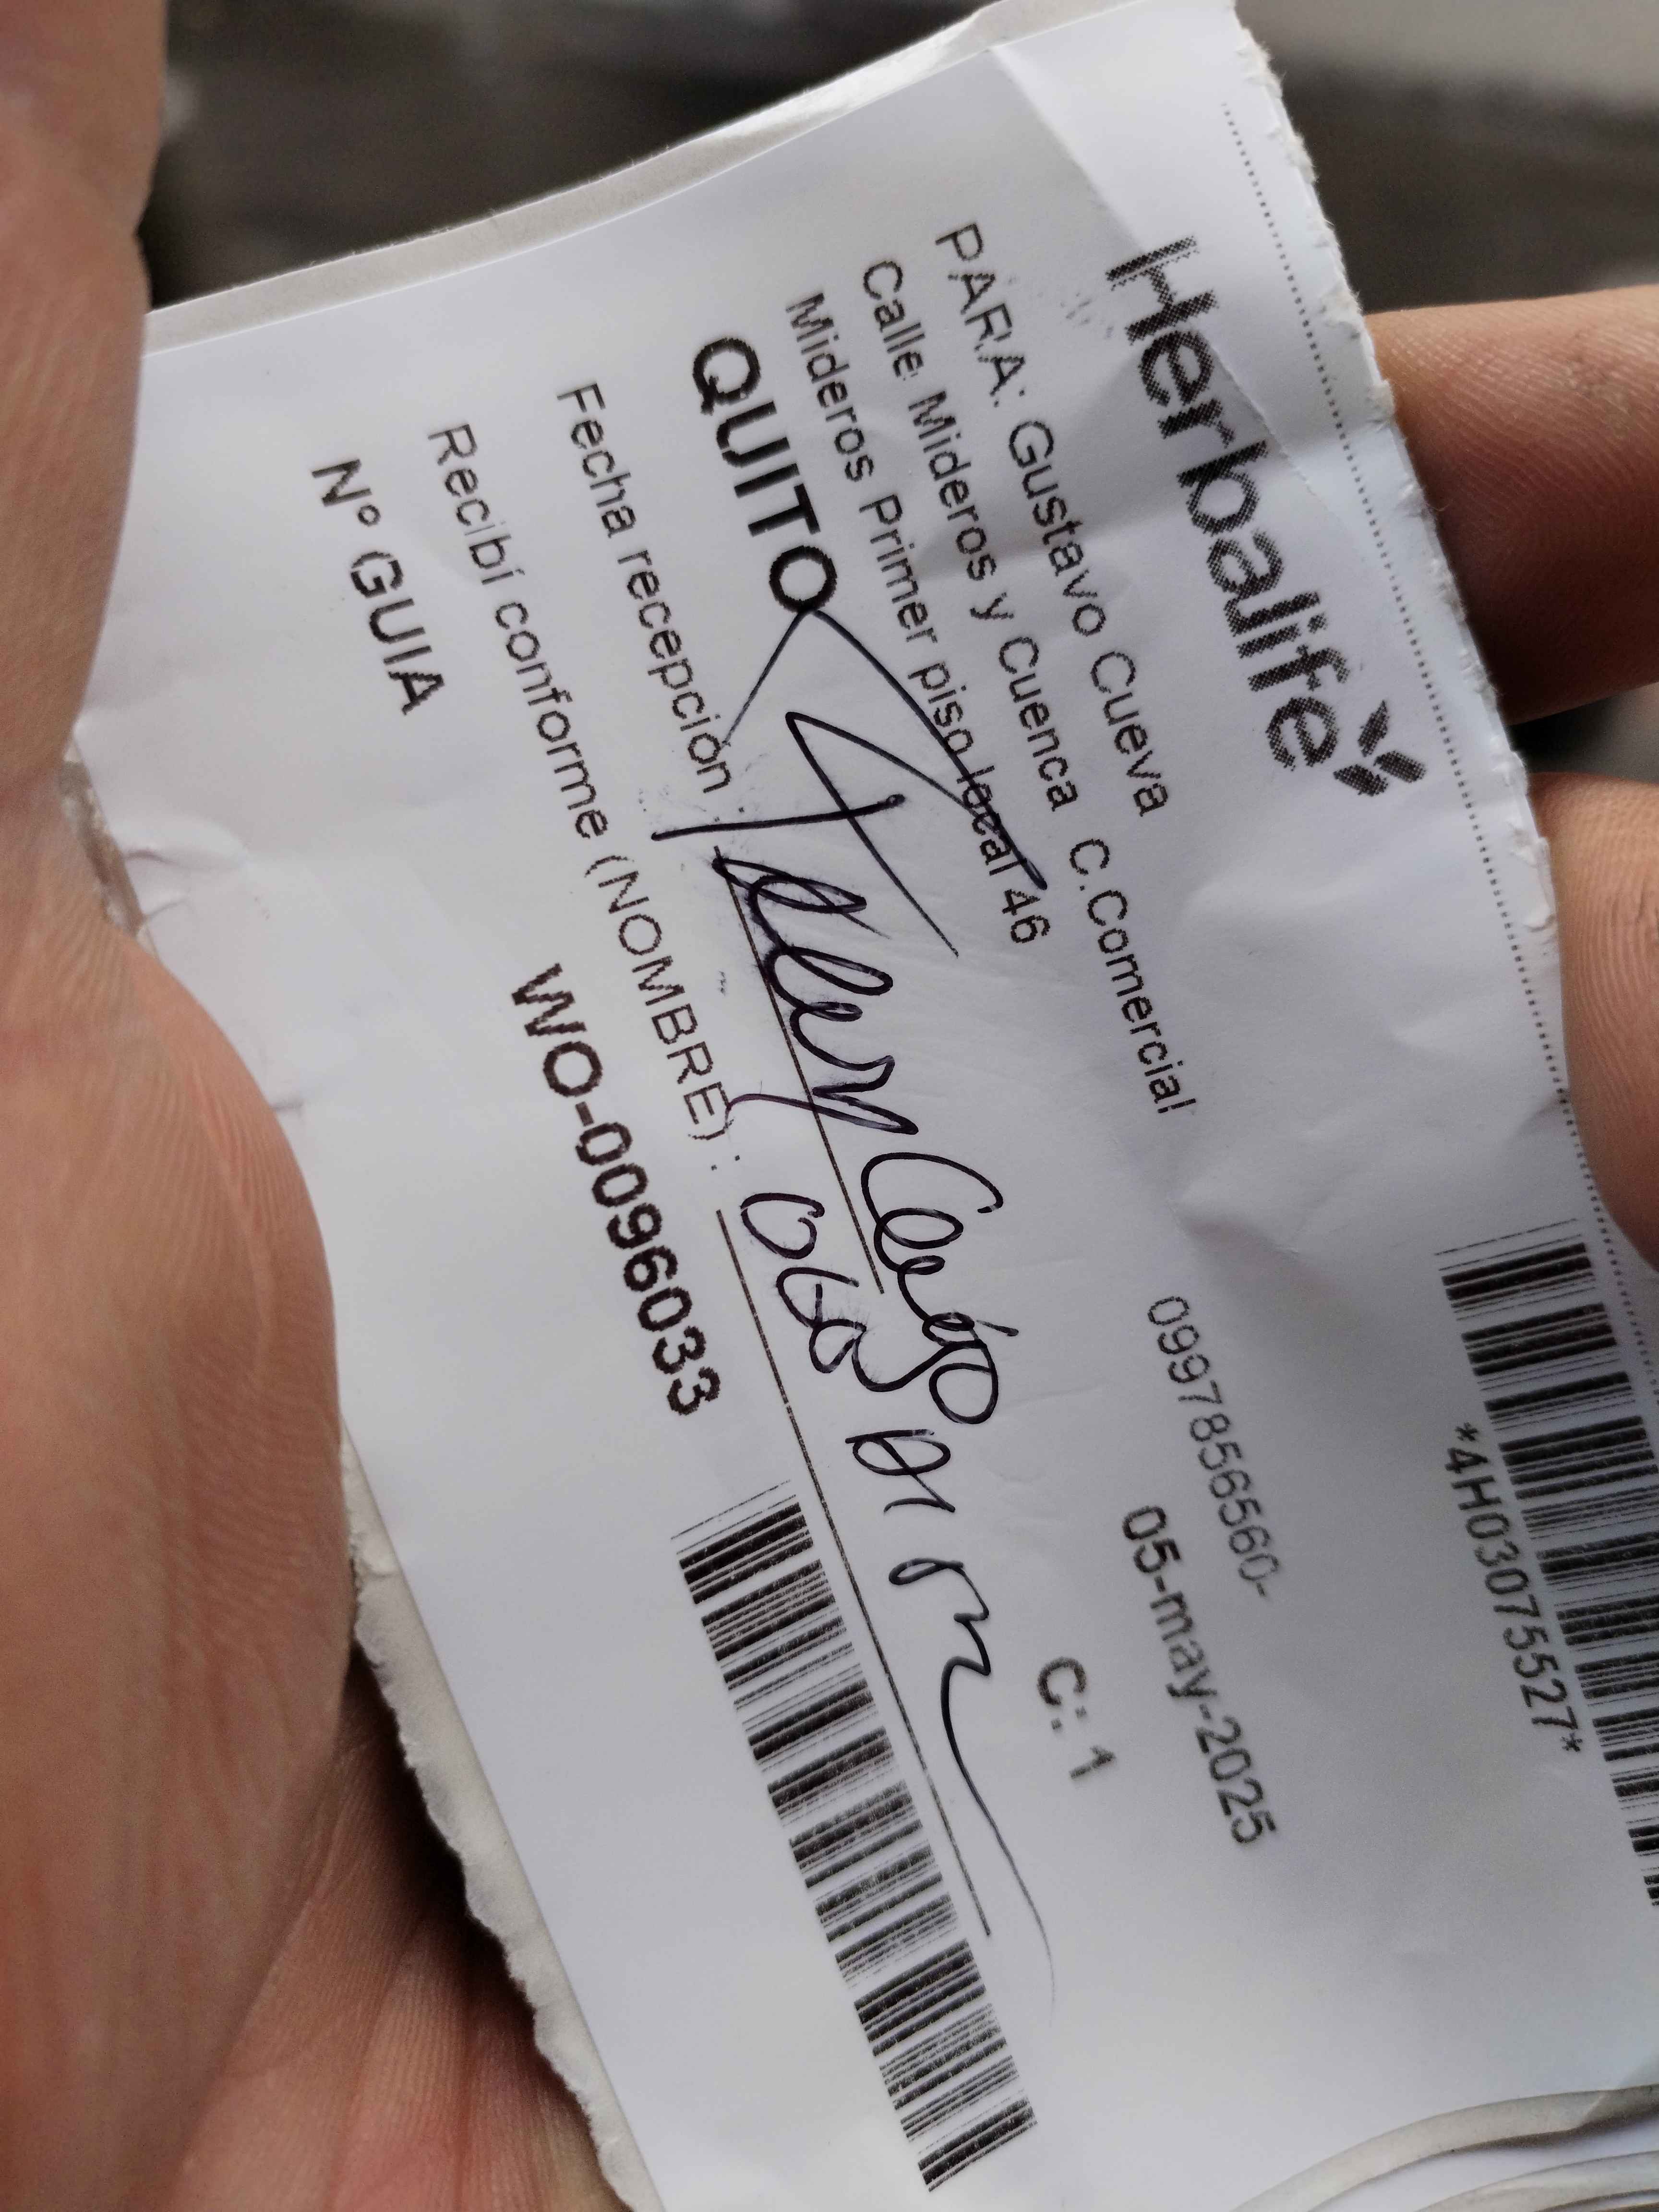 Herbalife
*4H03075527*
PARA: Gustavo Cueva
0997856560-
Calle Mideros y Cuenca C.Comercial
05-may-2025
Mideros Primer piso local 46
QUITO
C: 1
Fecha recepción :
Recibí conforme (NOMBRE) :
Nº GUIA WO-0096033